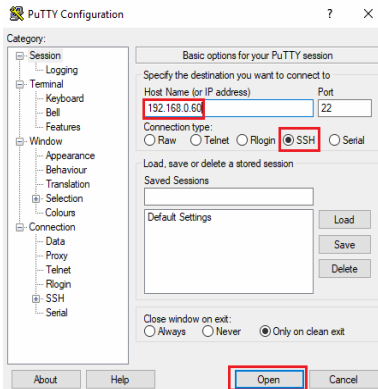 PuTTY Configuration ? X
Category:
Session
Logging
Terminal
Keyboard
Bell
Features
Window
Appearance
Behaviour
Translation
Selection
Colours
Connection
Data
Proxy
Telnet
Rlogin
SSH
Serial
Basic options for your PuTTY session
Specify the destination you want to connect to
Host Name (or IP address) Port
192.168.0.60 22
Connection type:
Raw Telnet Rlogin SSH Serial
Load, save or delete a stored session
Saved Sessions
Default Settings
Load
Save
Delete
Close window on exit:
Always Never Only on clean exit
About Help Open Cancel